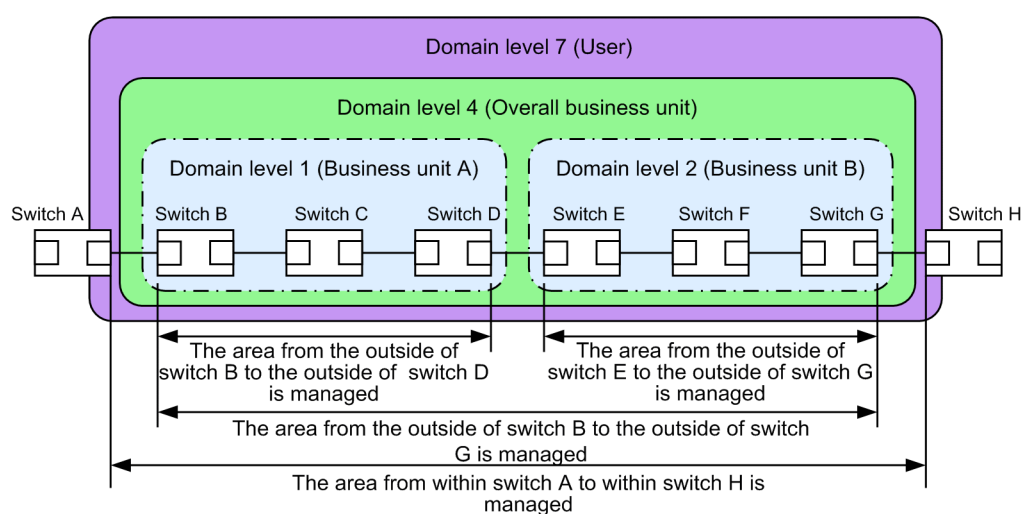 Domain level 7 (User)
Domain level 4 (Overall business unit)
Domain level 1 (Business unit A)
Domain level 2 (Business unit B)
Switch A
Switch B
Switch C
Switch D
Switch E
Switch F
Switch G
Switch H
The area from the outside of
switch B to the outside of switch D
is managed
The area from the outside of
switch E to the outside of switch G
is managed
The area from the outside of switch B to the outside of switch
G is managed
The area from within switch A to within switch H is
managed